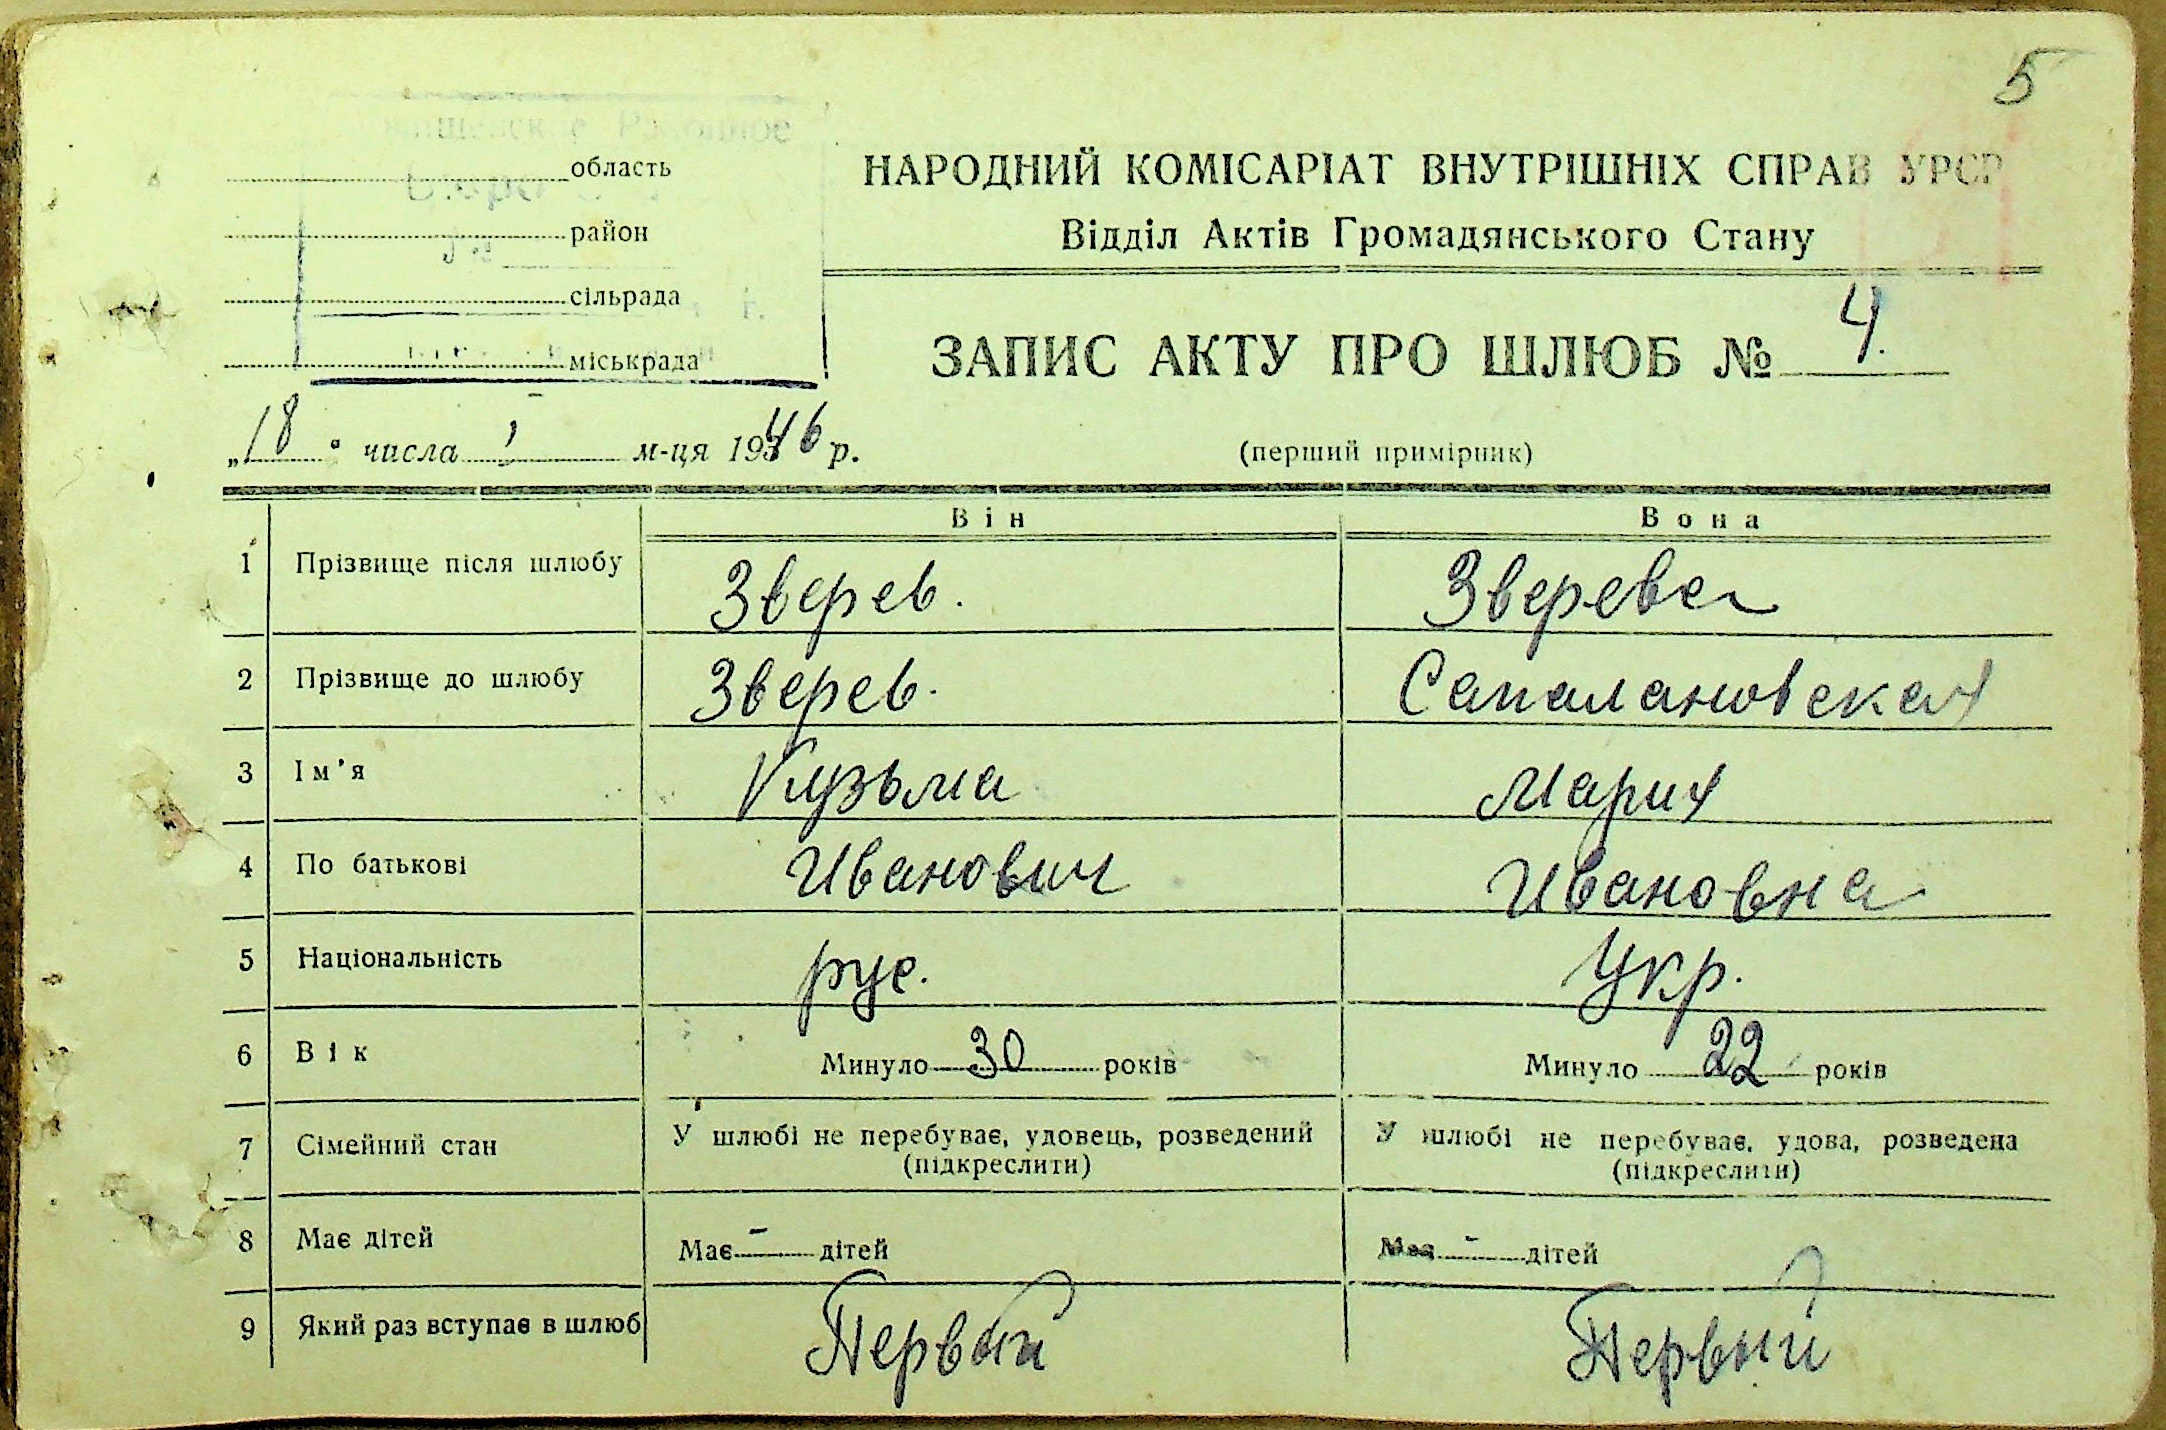 5
область
район
сільрада
міськрада
НАРОДНИЙ КОМІСАРІАТ ВНУТРІШНІХ СПРАВ УРСР
Відділ Актів Громадянського Стану
ЗАПИС АКТУ ПРО ШЛЮБ № 4.
„18" числа м-ця 1946 р.
(перший примірник)
Він Вона
1 Прізвище після шлюбу Зверев. Зверева
2 Прізвище до шлюбу Зверев. Сапалановская
3 Ім'я Кузьма Мария
4 По батькові Иванович Ивановна
5 Національність рус. Укр.
6 Вік Минуло 30 років Минуло 22 років
7 Сімейний стан У шлюбі не перебуває, удовець, розведений У шлюбі не перебуває, удова, розведена
(підкреслити) (підкреслити)
8 Має дітей Має - дітей Має - дітей
9 Який раз вступає в шлюб Первый Первый